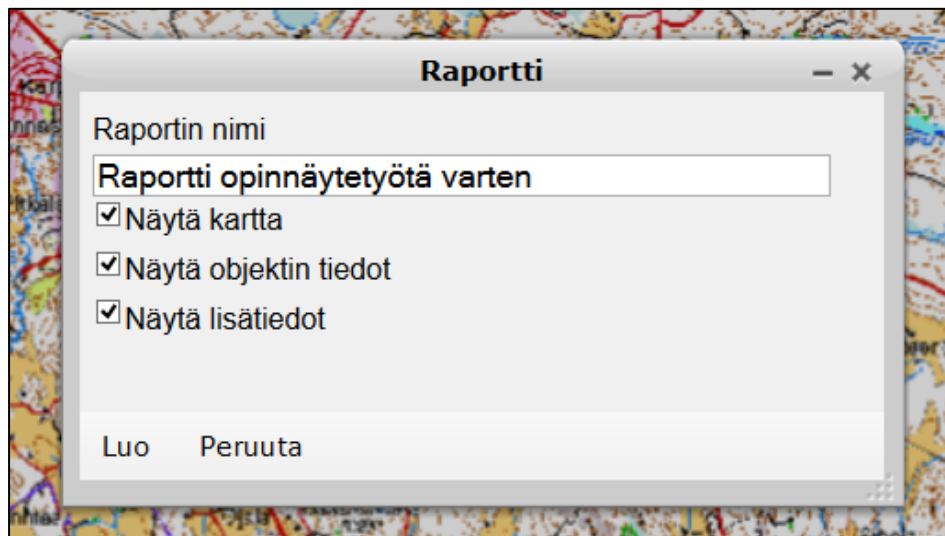 Raportti
Raportin nimi
Raportti opinnäytetyötä varten
Näytä kartta
Näytä objektin tiedot
Näytä lisätiedot
Luo Peruuta